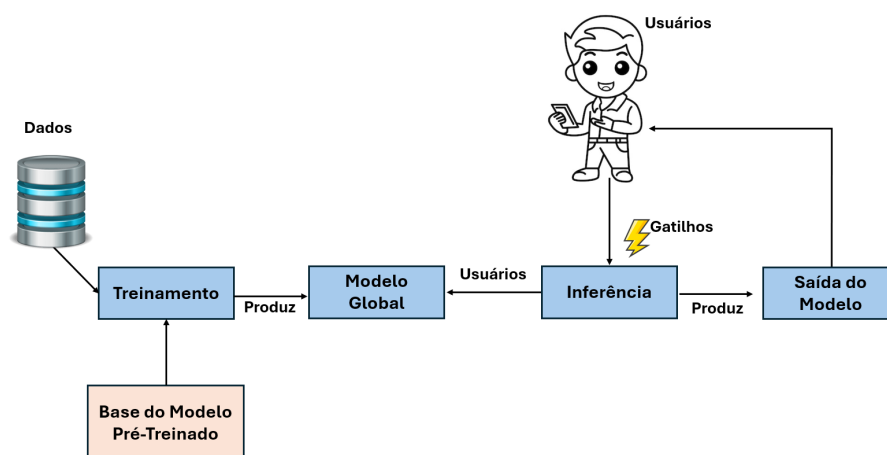 Usuários
Dados
Gatilhos
Treinamento
Produz
Modelo
Global
Usuários
Inferência
Produz
Saída do
Modelo
Base do Modelo
Pré-Treinado